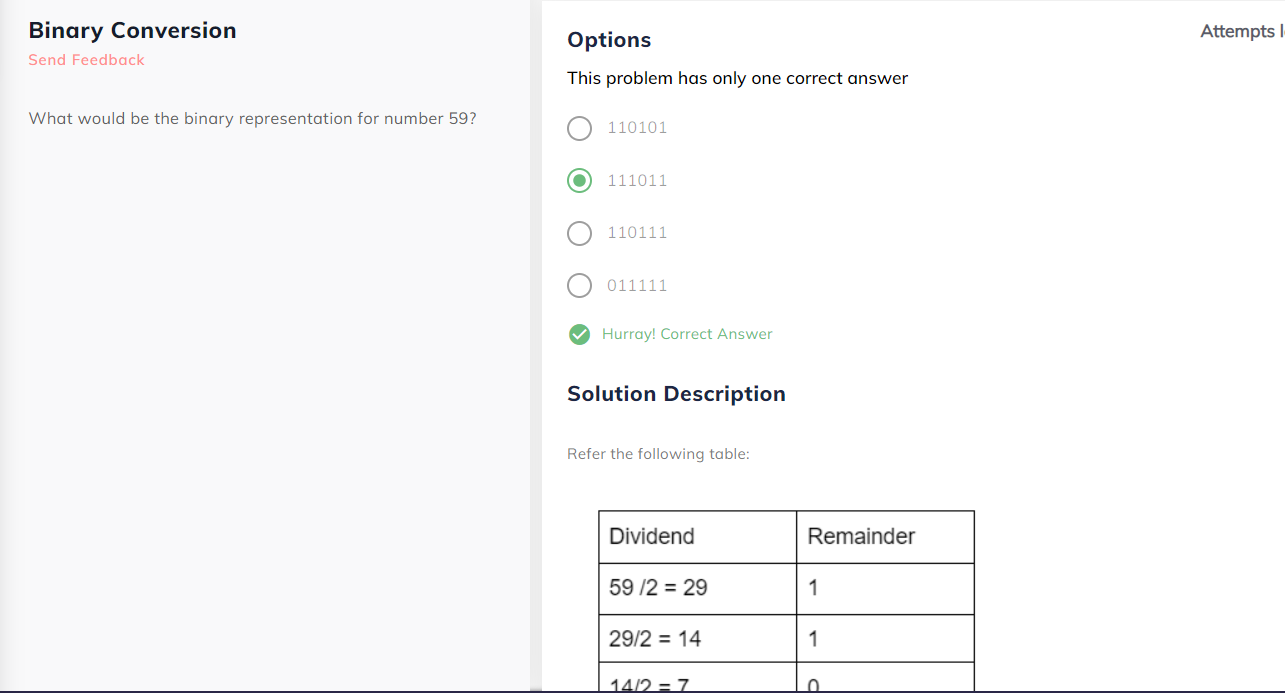 Binary Conversion
Send Feedback
What would be the binary representation for number 59?
Attempts
Options
This problem has only one correct answer
110101
111011
110111
011111
Hurray! Correct Answer
Solution Description
Refer the following table:
Dividend Remainder
59 /2 = 29 1
29/2 = 14 1
14/2 = 7 0